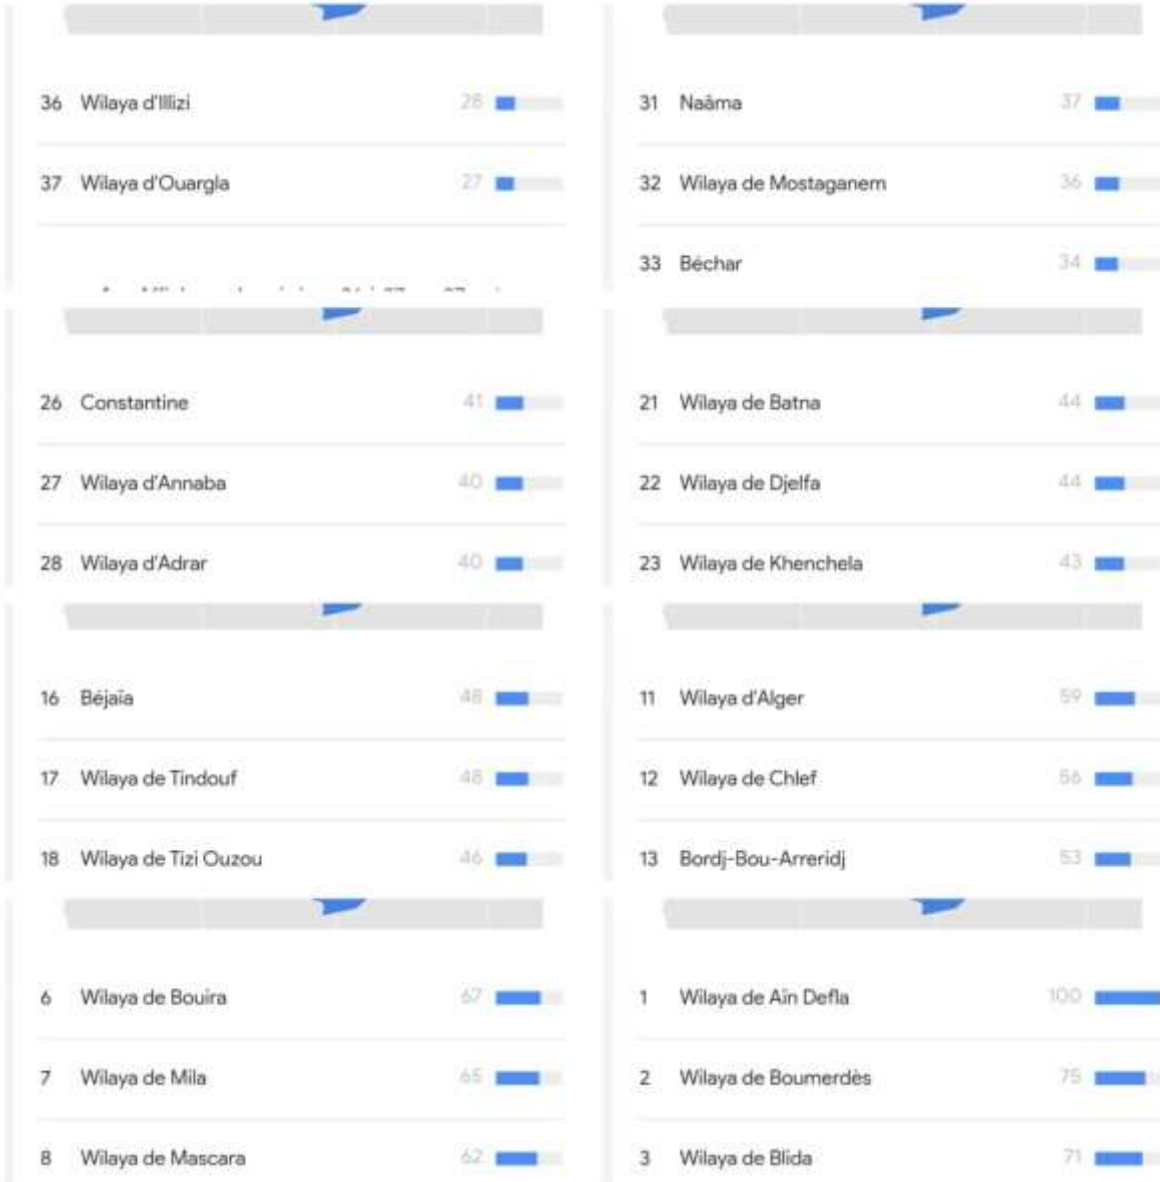 36 Wilaya d'Illizi 28
37 Wilaya d'Ouargla 27
31 Naâma 37
32 Wilaya de Mostaganem 36
33 Béchar 34
26 Constantine 41
27 Wilaya d'Annaba 40
28 Wilaya d'Adrar 40
21 Wilaya de Batna 44
22 Wilaya de Djelfa 44
23 Wilaya de Khenchela 43
16 Béjaïa 48
17 Wilaya de Tindouf 48
18 Wilaya de Tizi Ouzou 46
11 Wilaya d'Alger 59
12 Wilaya de Chlef 56
13 Bordj-Bou-Arreridj 53
6 Wilaya de Bouira 67
7 Wilaya de Mila 65
8 Wilaya de Mascara 62
1 Wilaya de Aïn Defla 100
2 Wilaya de Boumerdès 75
3 Wilaya de Blida 71